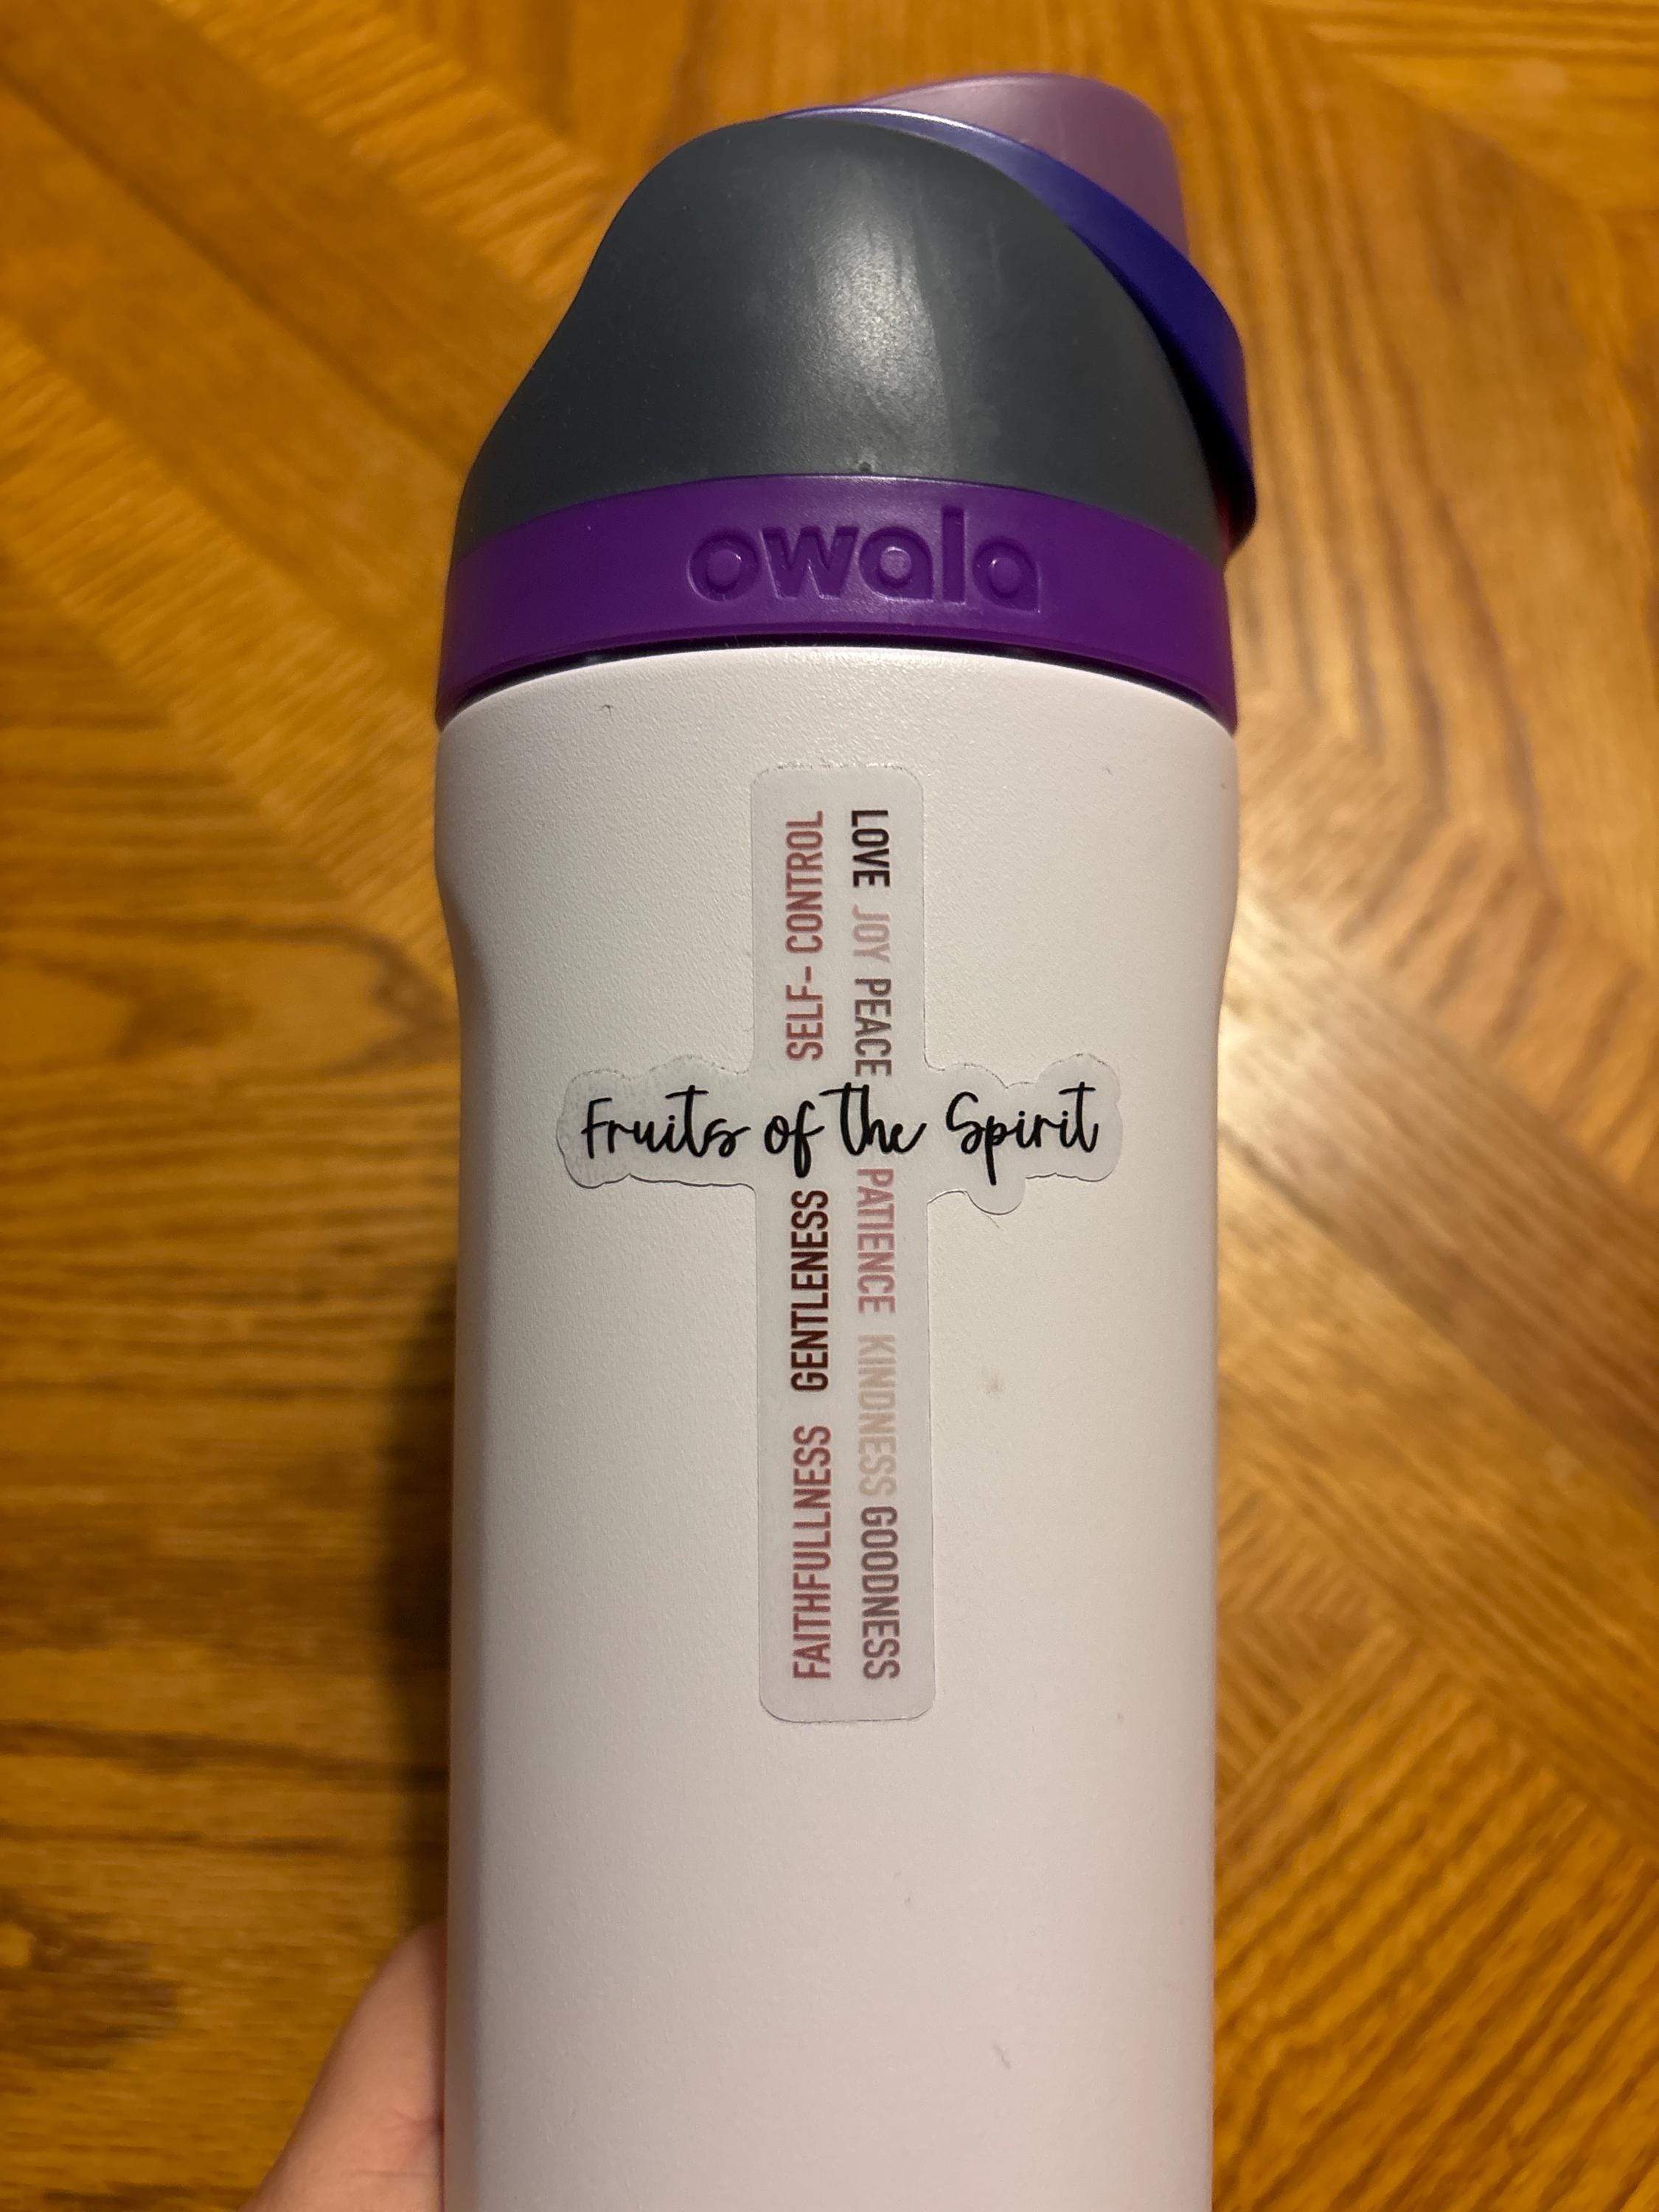 owala
LOVE JOY PEACE
PATIENCE KINDNESS GOODNESS
FAITHFULLNESS GENTLENESS
SELF- CONTROL
Fruits of the Spirit